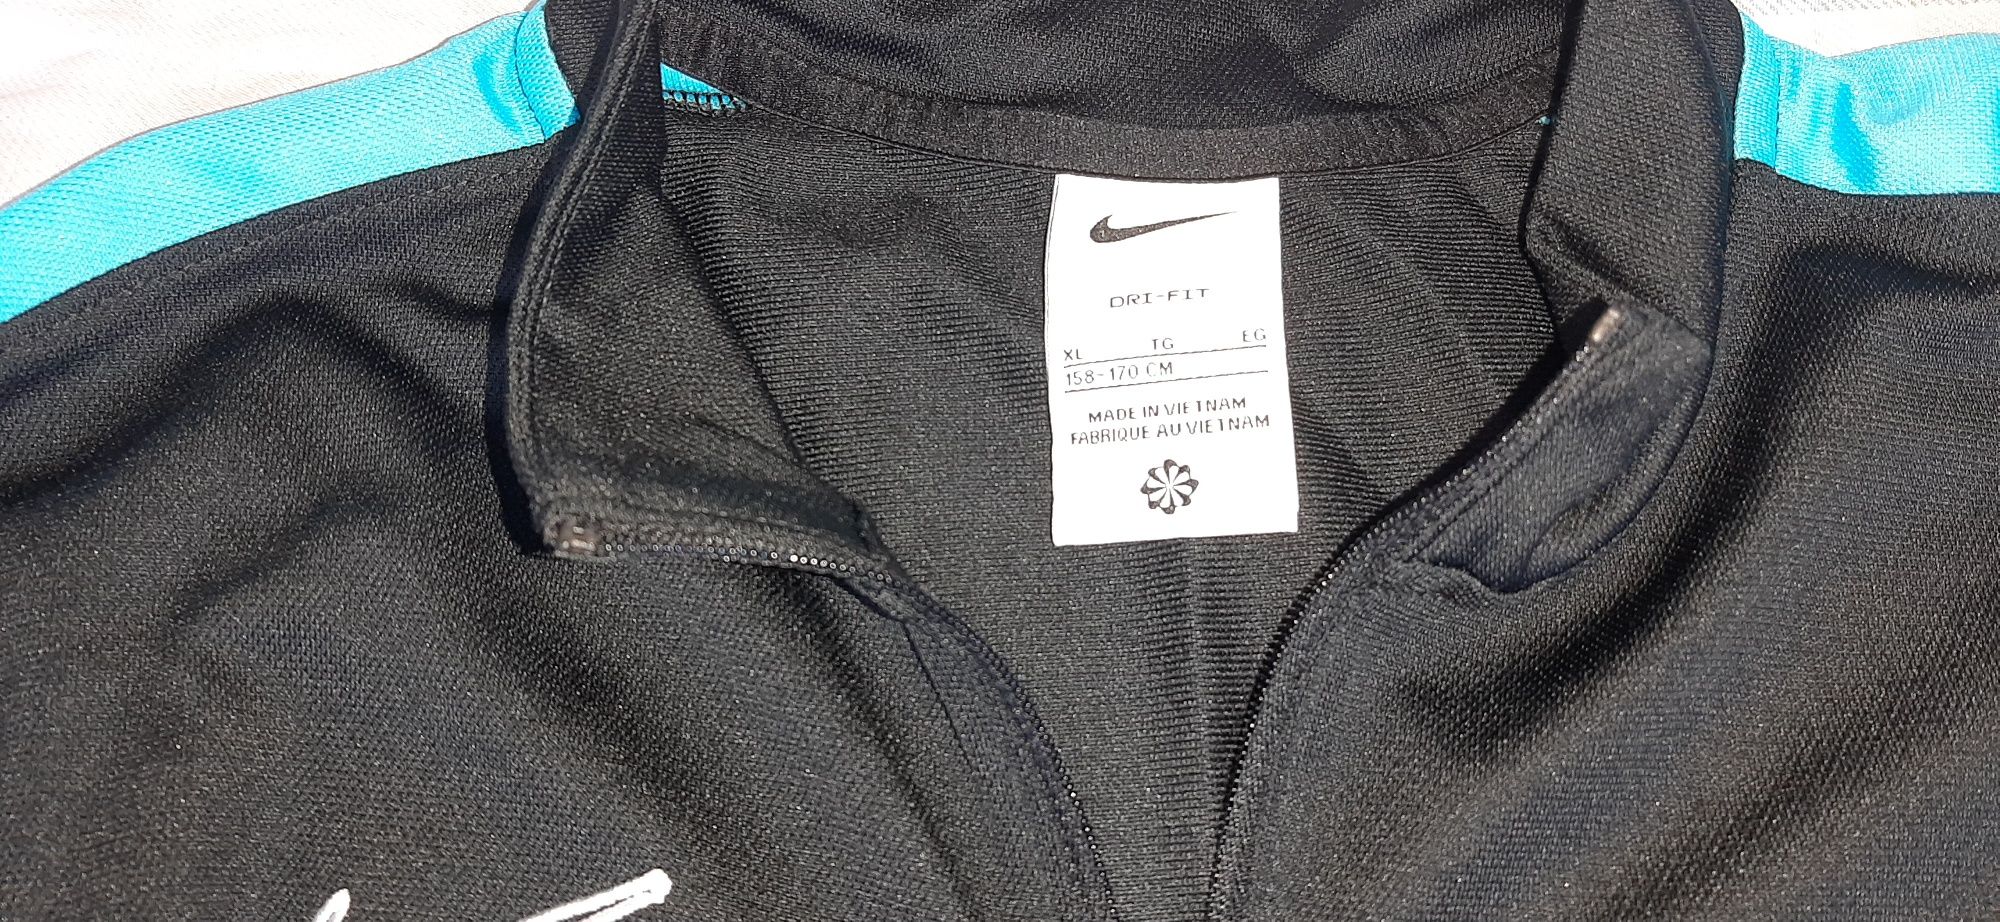 DRI-FIT
XL TG EG
158-170 CM
MADE IN VIETNAM
FABRIQUE AU VIETNAM